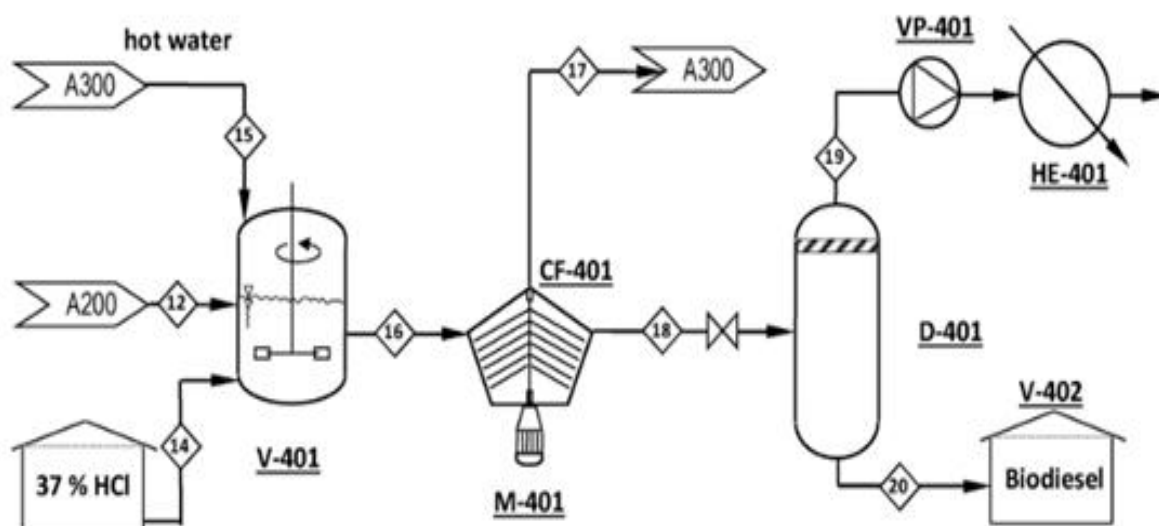 hot water
A300
15
A200
12
37 % HCl
14
V-401
16
CF-401
M-401
17
A300
18
D-401
19
VP-401
HE-401
20
V-402
Biodiesel